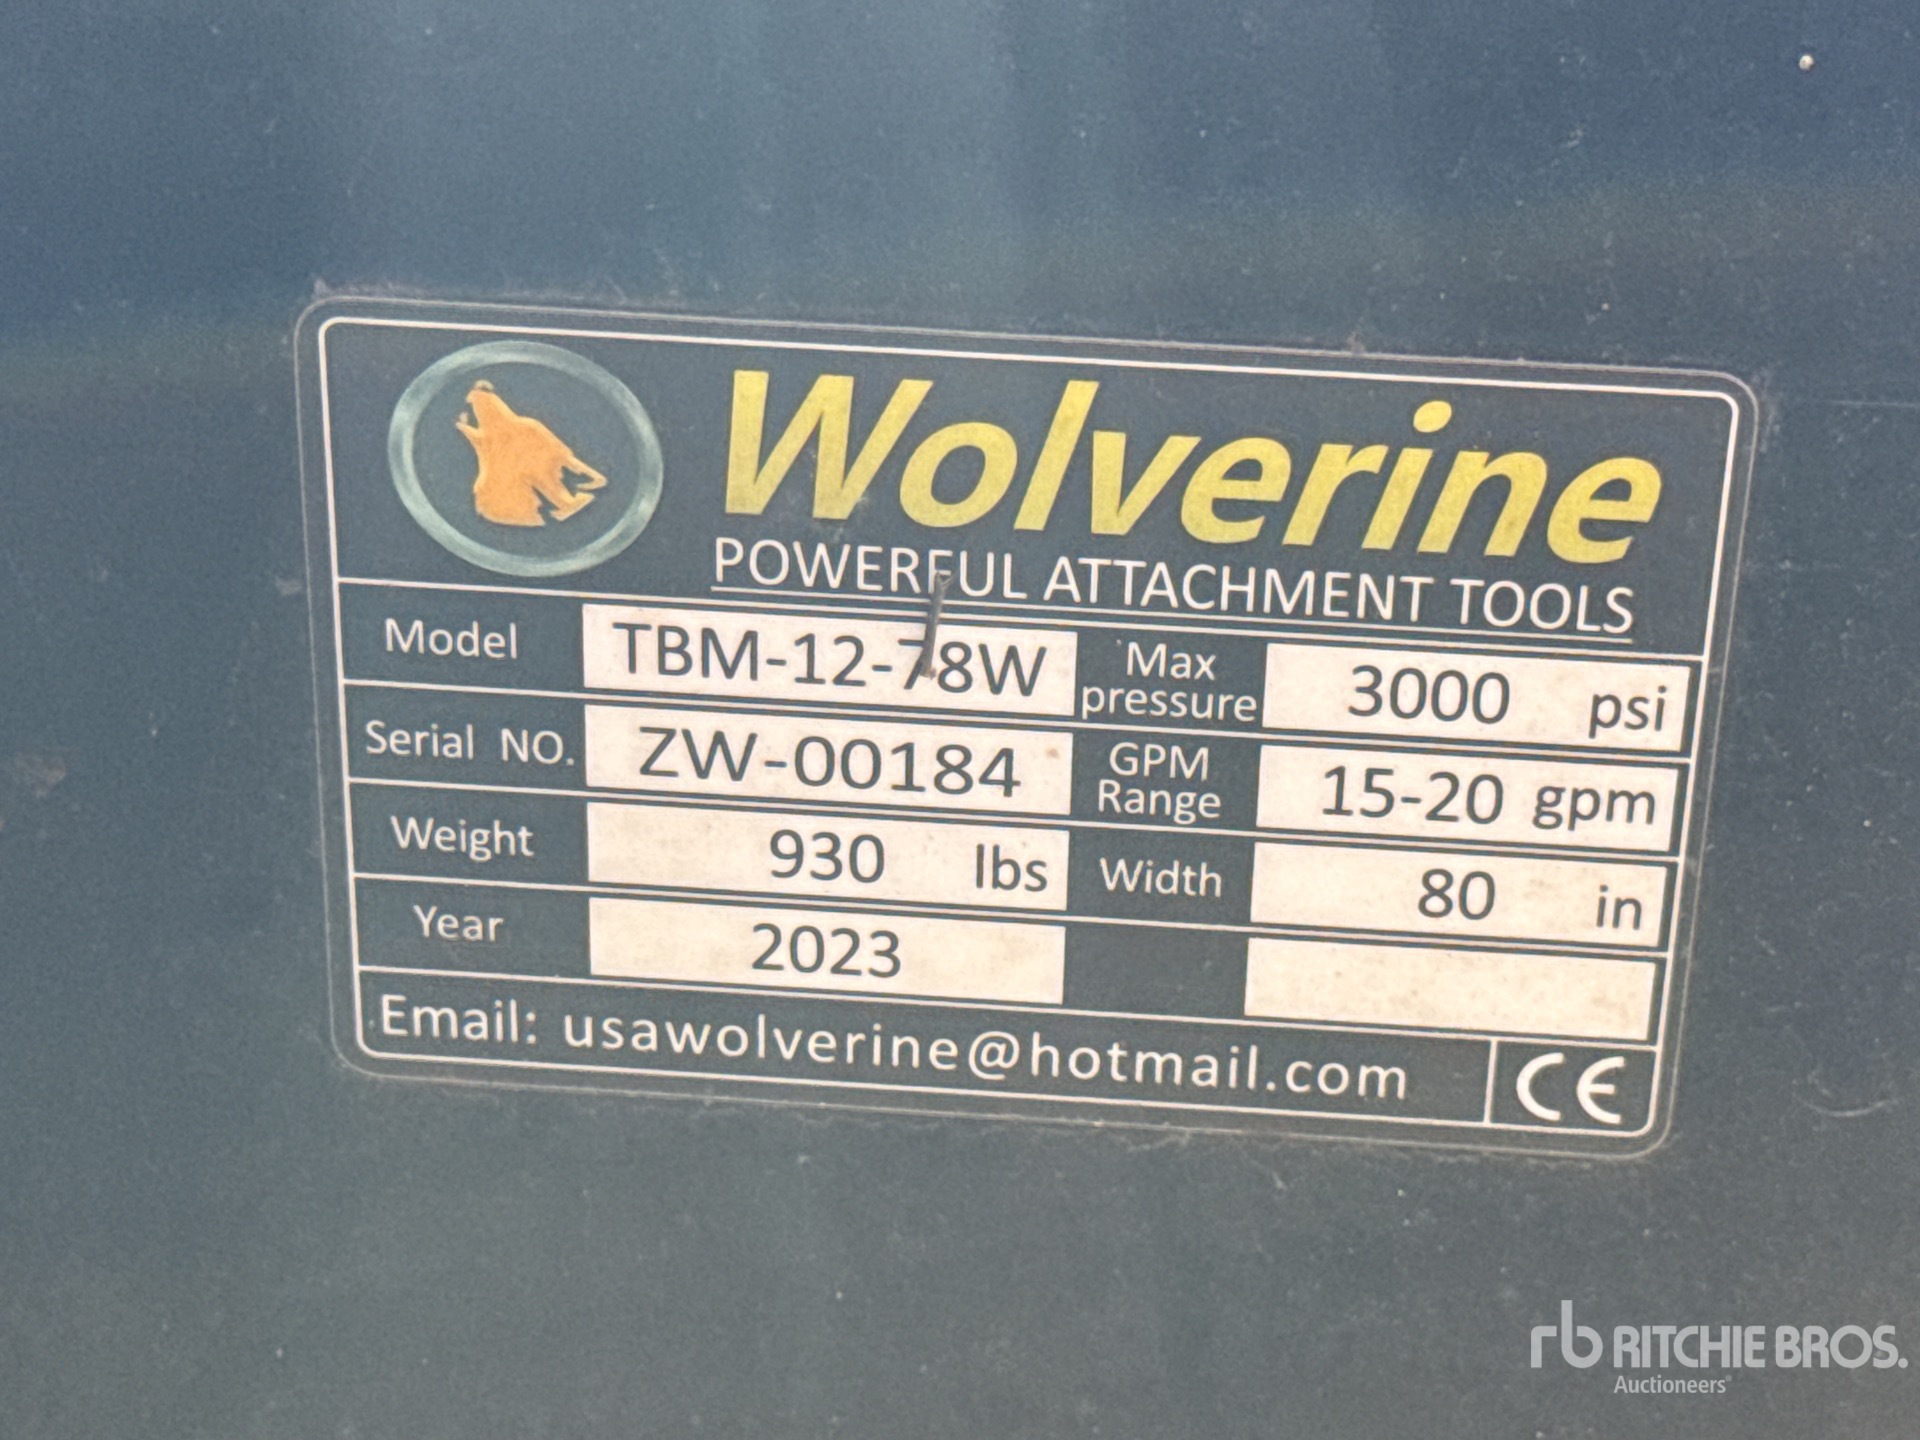 Wolverine
POWERFUL ATTACHMENT TOOLS
Model TBM-12-78W Max pressure 3000 psi
Serial NO. ZW-00184 GPM Range 15-20 gpm
Weight 930 lbs Width 80 in
Year 2023
Email: usawolverine@hotmail.com CE
rb RITCHIE BROS.
Auctioneers